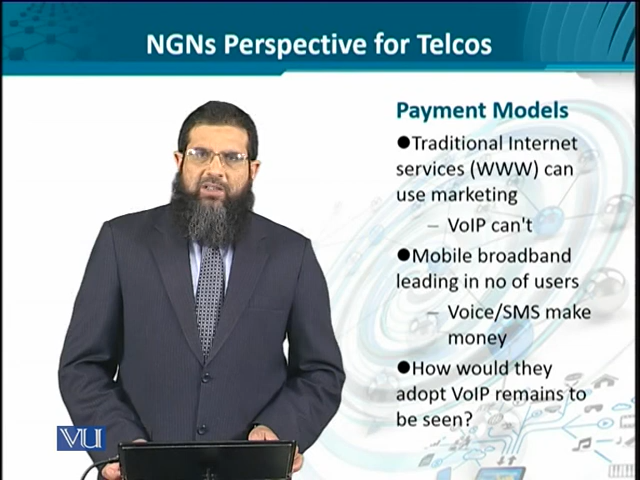 NGNs Perspective for Telcos
Payment Models
●Traditional Internet
services (WWW) can
use marketing
– VoIP can't
●Mobile broadband
leading in no of users
– Voice/SMS make
money
●How would they
adopt VoIP remains to
be seen?
VU